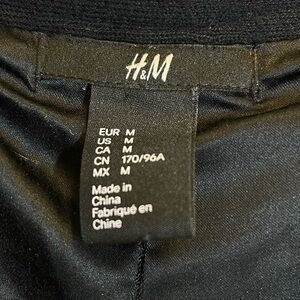 H&M
EUR M
US M
CA M
CN 170/96A
MX M
Made in
China
Fabriqué en
Chine